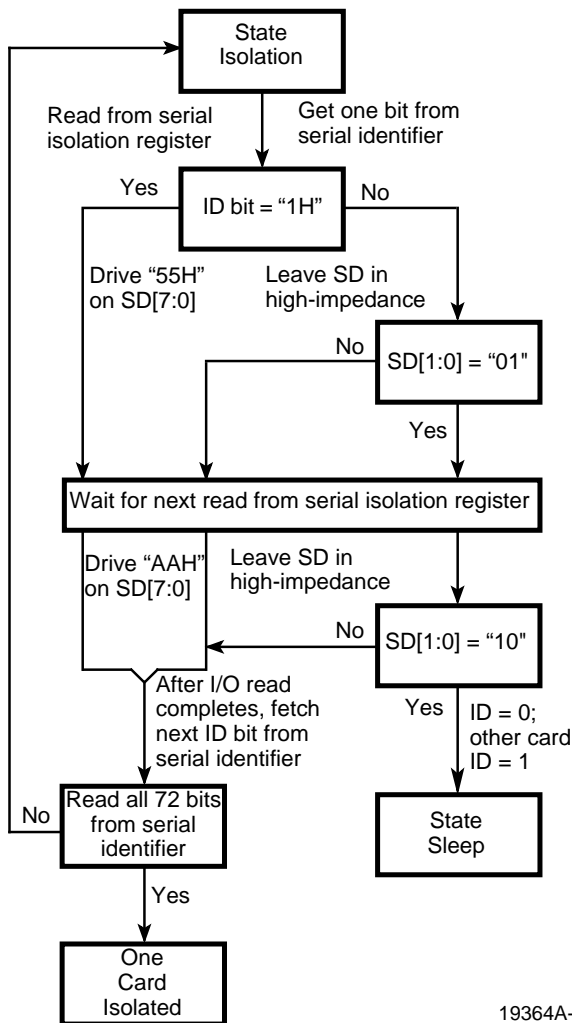 State
Isolation
Read from serial
isolation register
Get one bit from
serial identifier
Yes
ID bit = “1H”
No
Drive “55H”
on SD[7:0]
Leave SD in
high-impedance
No
SD[1:0] = “01"
Yes
Wait for next read from serial isolation register
Drive “AAH”
on SD[7:0]
Leave SD in
high-impedance
No
SD[1:0] = “10"
After I/O read
completes, fetch
next ID bit from
serial identifier
Yes
ID = 0;
other card
ID = 1
No
Read all 72 bits
from serial
identifier
State
Sleep
Yes
One
Card
Isolated
19364A-